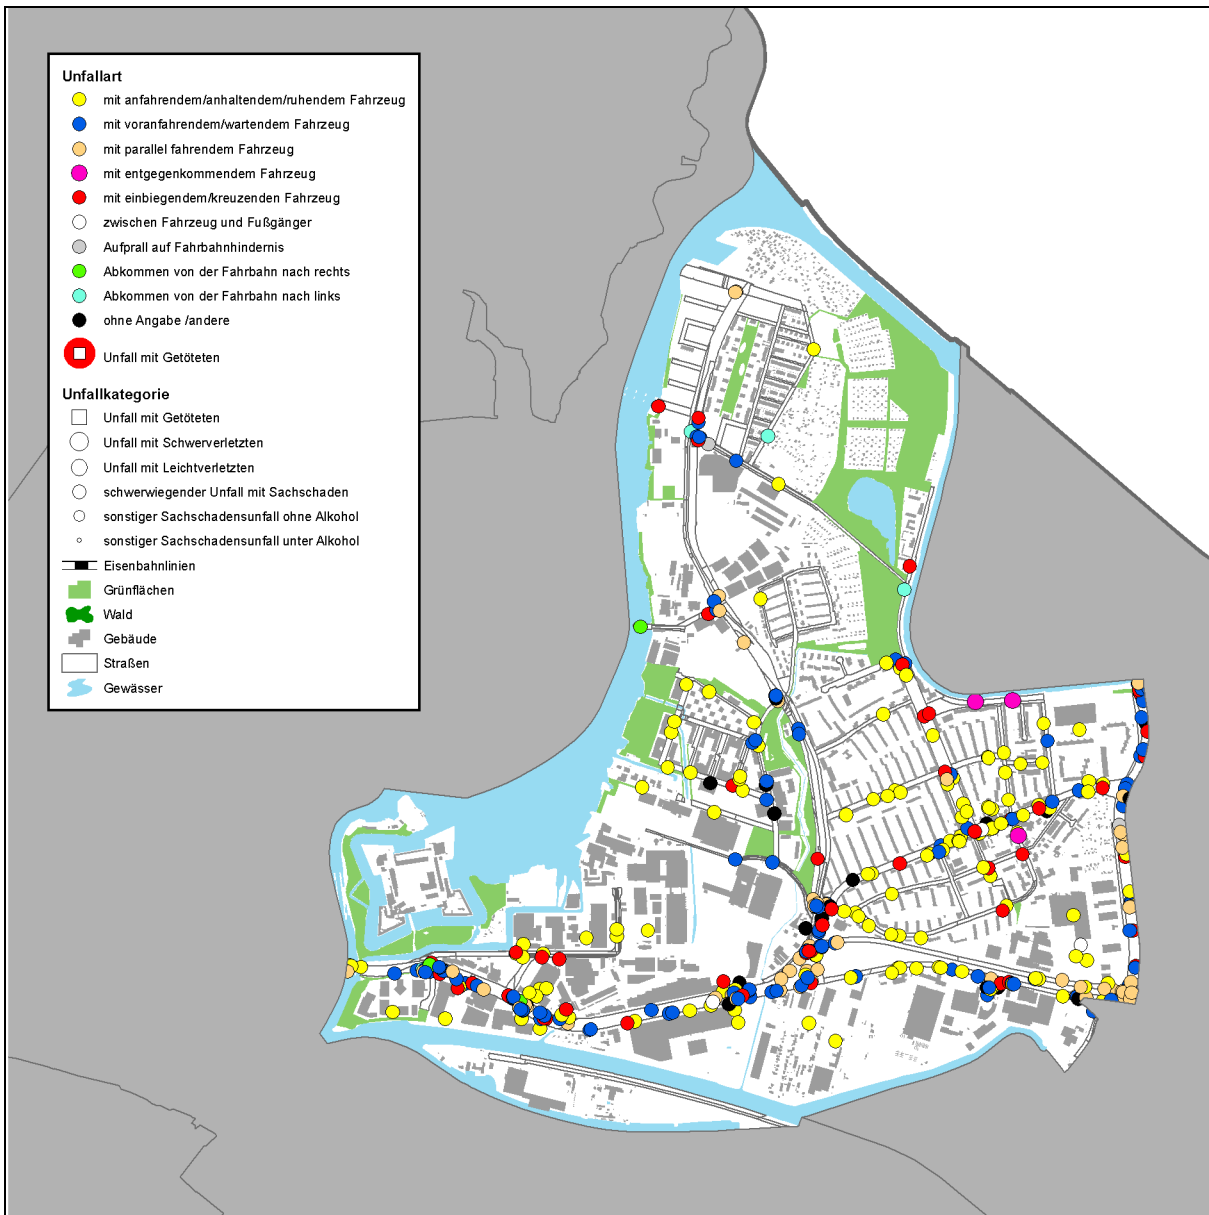 Unfallart
mit anfahrendem/anhaltendem/ruhendem Fahrzeug
mit voranfahrendem/wartendem Fahrzeug
mit parallel fahrendem Fahrzeug
mit entgegenkommendem Fahrzeug
mit einbiegendem/kreuzenden Fahrzeug
zwischen Fahrzeug und Fußgänger
Aufprall auf Fahrbahnhindernis
Abkommen von der Fahrbahn nach rechts
Abkommen von der Fahrbahn nach links
ohne Angabe /andere
Unfall mit Getöteten
Unfallkategorie
Unfall mit Getöteten
Unfall mit Schwerverletzten
Unfall mit Leichtverletzten
schwerwiegender Unfall mit Sachschaden
sonstiger Sachschadensunfall ohne Alkohol
sonstiger Sachschadensunfall unter Alkohol
Eisenbahnlinien
Grünflächen
Wald
Gebäude
Straßen
Gewässer